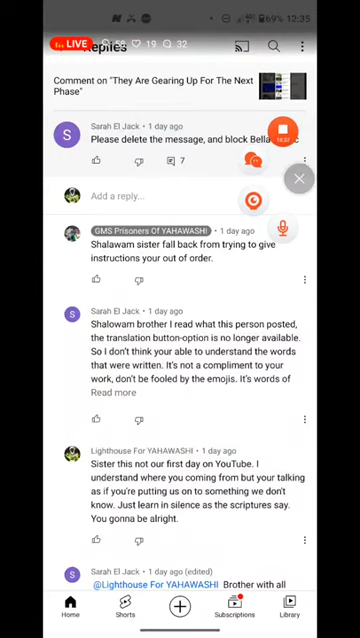 69% 12:35
LIVE 56 19 32
Replies
Comment on "They Are Gearing Up For The Next
Phase"
Sarah El Jack • 1 day ago
Please delete the message, and block
7
Add a reply...
GMS Prisoners Of YAHAWASHI • 1 day ago
Shalawam sister fall back from trying to give
instructions your out of order.
Sarah El Jack • 1 day ago
Shalowam brother I read what this person posted,
the translation button-option is no longer available.
So I don't think your able to understand the words
that were written. It's not a compliment to your
work, don't be fooled by the emojis. It's words of
Read more
Lighthouse For YAHAWASHI • 1 day ago
Sister this not our first day on YouTube. I
understand where you coming from but your talking
as if you're putting us on to something we don't
know. Just learn in silence as the scriptures say.
You gonna be alright.
Sarah El Jack • 1 day ago (edited)
@Lighthouse For YAHAWASHI Brother with all
Home Shorts Subscriptions Library